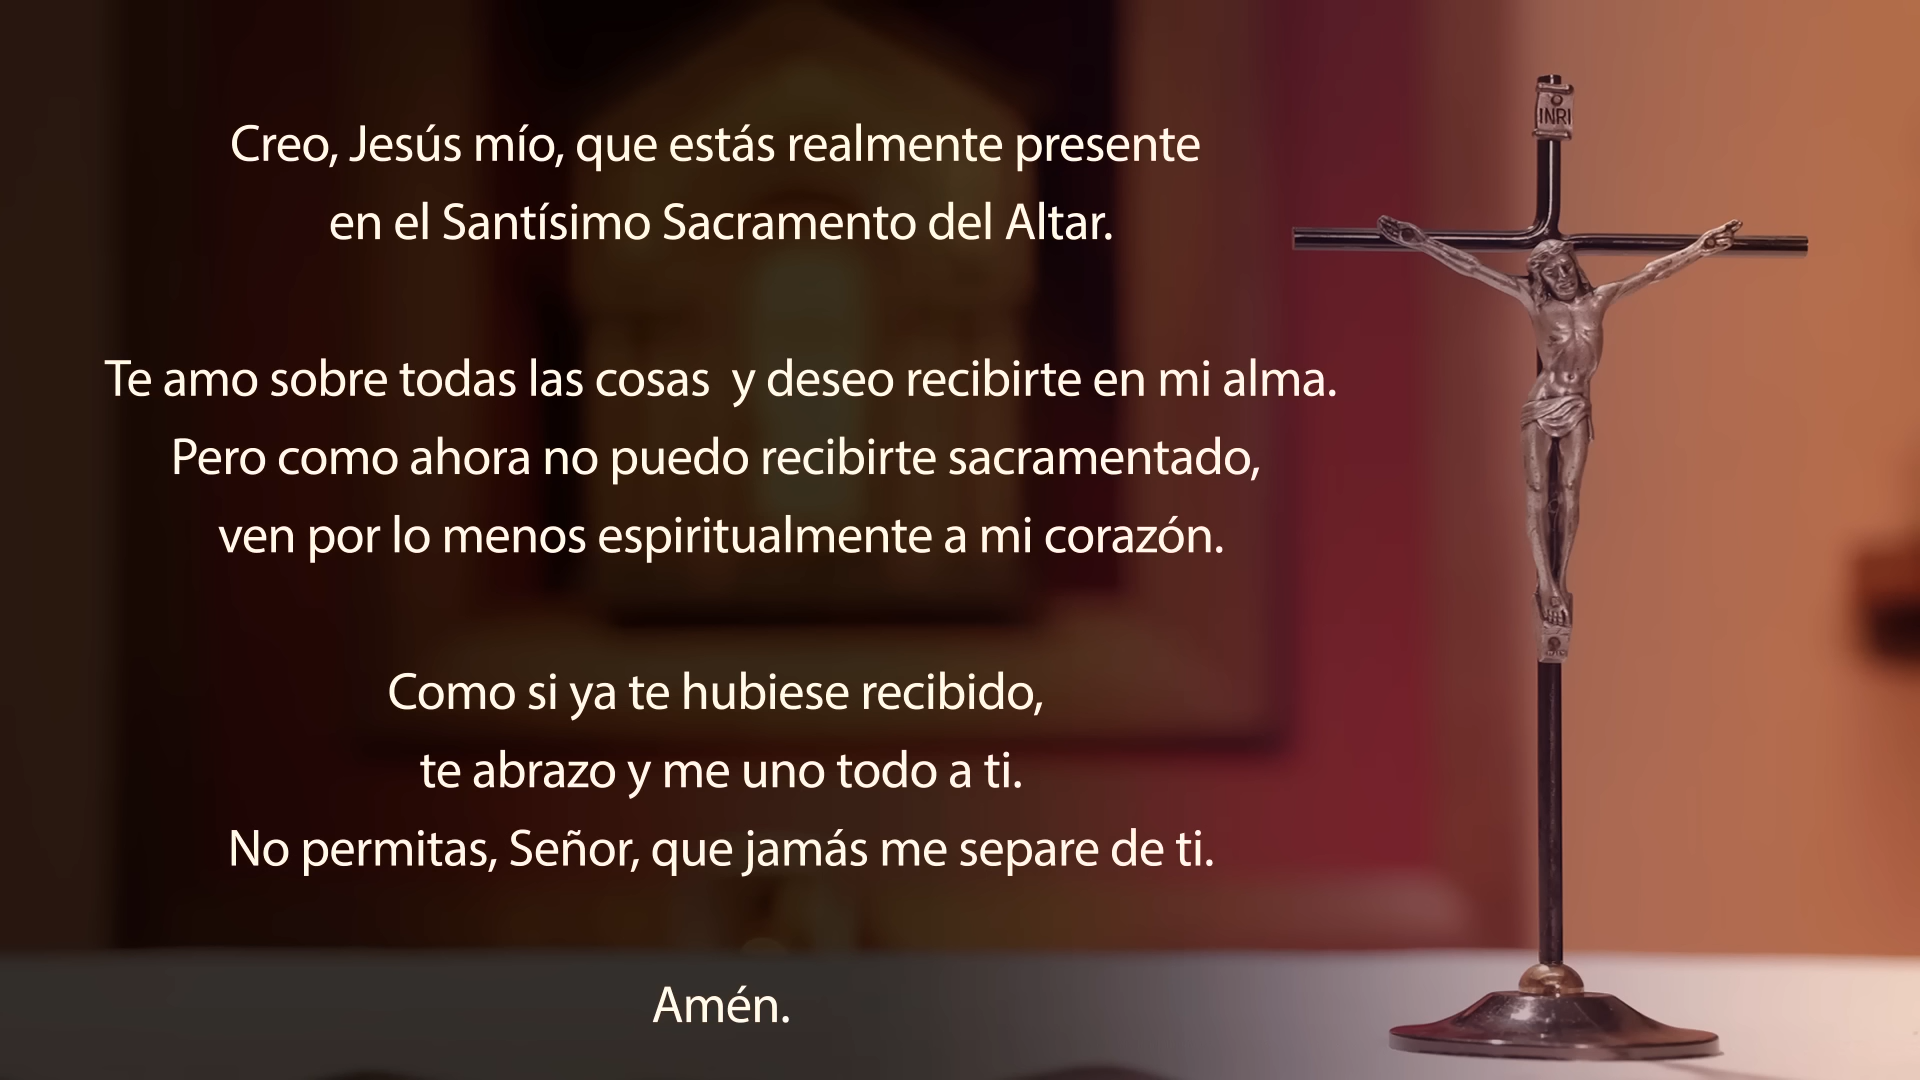 INRI
Creo, Jesús mío, que estás realmente presente
en el Santísimo Sacramento del Altar.
Te amo sobre todas las cosas  y deseo recibirte en mi alma.
Pero como ahora no puedo recibirte sacramentado,
ven por lo menos espiritualmente a mi corazón.
Como si ya te hubiese recibido,
te abrazo y me uno todo a ti.
No permitas, Señor, que jamás me separe de ti.
Amén.